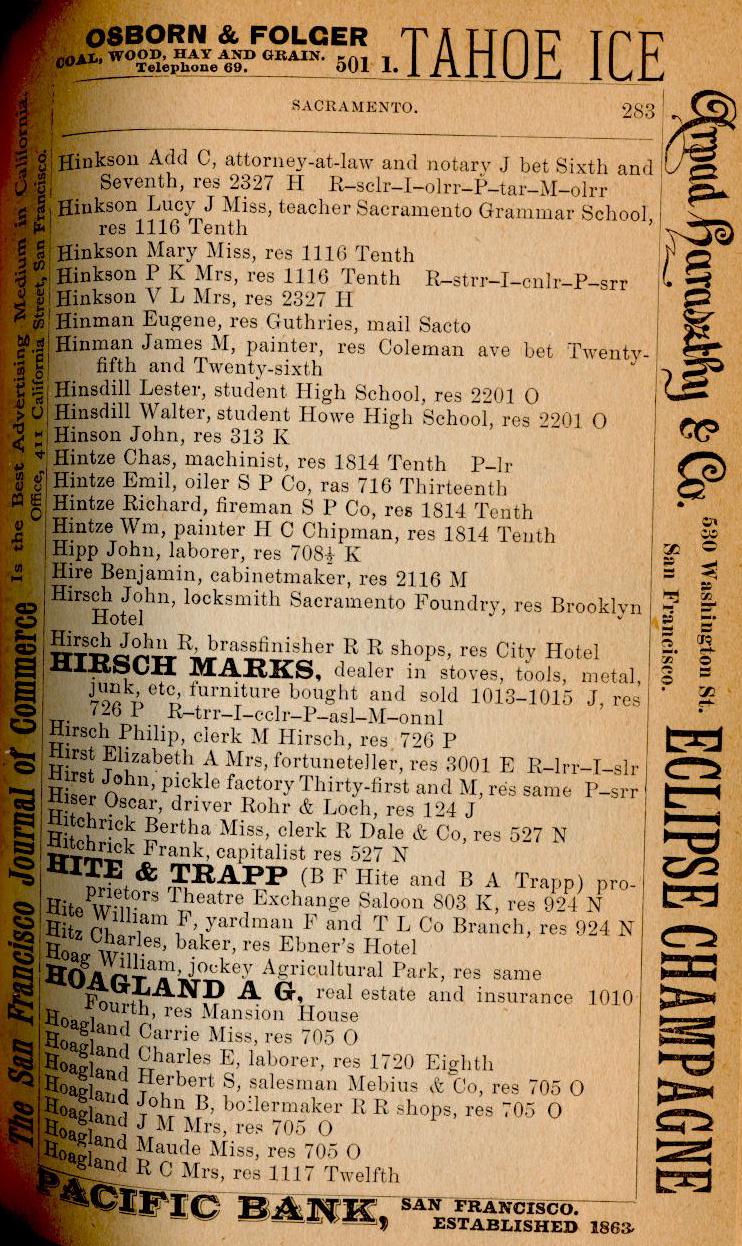 OSBORN & FOLGER
COAL, WOOD, HAY AND GRAIN.
Telephone 69. 501 I. TAHOE ICE
SACRAMENTO. 283
Hinkson Add C, attorney-at-law and notary J bet Sixth and
Seventh, res 2327 H R–sclr–I–olrr–P–tar–M–olrr
Hinkson Lucy J Miss, teacher Sacramento Grammar School,
res 1116 Tenth
Hinkson Mary Miss, res 1116 Tenth
Hinkson P K Mrs, res 1116 Tenth R–strr–I–cnlr–P–srr
Hinkson V L Mrs, res 2327 H
Hinman Eugene, res Guthries, mail Sacto
Hinman James M, painter, res Coleman ave bet Twenty-
fifth and Twenty-sixth
Hinsdill Lester, student High School, res 2201 O
Hinsdill Walter, student Howe High School, res 2201 O
Hinson John, res 313 K
Hintze Chas, machinist, res 1814 Tenth P–lr
Hintze Emil, oiler S P Co, ras 716 Thirteenth
Hintze Richard, fireman S P Co, res 1814 Tenth
Hintze Wm, painter H C Chipman, res 1814 Tenth
Hipp John, laborer, res 708½ K
Hire Benjamin, cabinetmaker, res 2116 M
Hirsch John, locksmith Sacramento Foundry, res Brooklyn
Hotel
Hirsch John R, brassfinisher R R shops, res City Hotel
HIRSCH MARKS, dealer in stoves, tools, metal,
junk, etc, furniture bought and sold 1013–1015 J, res
726 P R–trr–I–cclr–P–asl–M–onnl
Hirsch Philip, clerk M Hirsch, res 726 P
Hirst Elizabeth A Mrs, fortuneteller, res 3001 E R–lrr–I–slr
Hirst John, pickle factory Thirty-first and M, res same P–srr
Hiser Oscar, driver Rohr & Loch, res 124 J
Hitchrick Bertha Miss, clerk R Dale & Co, res 527 N
Hitchrick Frank, capitalist res 527 N
HITE & TRAPP (B F Hite and B A Trapp) pro-
prietors Theatre Exchange Saloon 803 K, res 924 N
Hite William F, yardman F and T L Co Branch, res 924 N
Hitz Charles, baker, res Ebner's Hotel
Hoag William, jockey Agricultural Park, res same
HOAGLAND A G, real estate and insurance 1010
Fourth, res Mansion House
Hoagland Carrie Miss, res 705 O
Hoagland Charles E, laborer, res 1720 Eighth
Hoagland Herbert S, salesman Mebius & Co, res 705 O
Hoagland John B, boilermaker R R shops, res 705 O
Hoagland J M Mrs, res 705 O
Hoagland Maude Miss, res 705 O
Hoagland R C Mrs, res 1117 Twelfth
PACIFIC BANK, SAN FRANCISCO.
ESTABLISHED 1863.
The San Francisco Journal of Commerce Is the Best Advertising Medium in California.
Office, 411 California Street, San Francisco.
Arpad Haraszthy & Co. 530 Washington St.
San Francisco.
ECLIPSE CHAMPAGNE